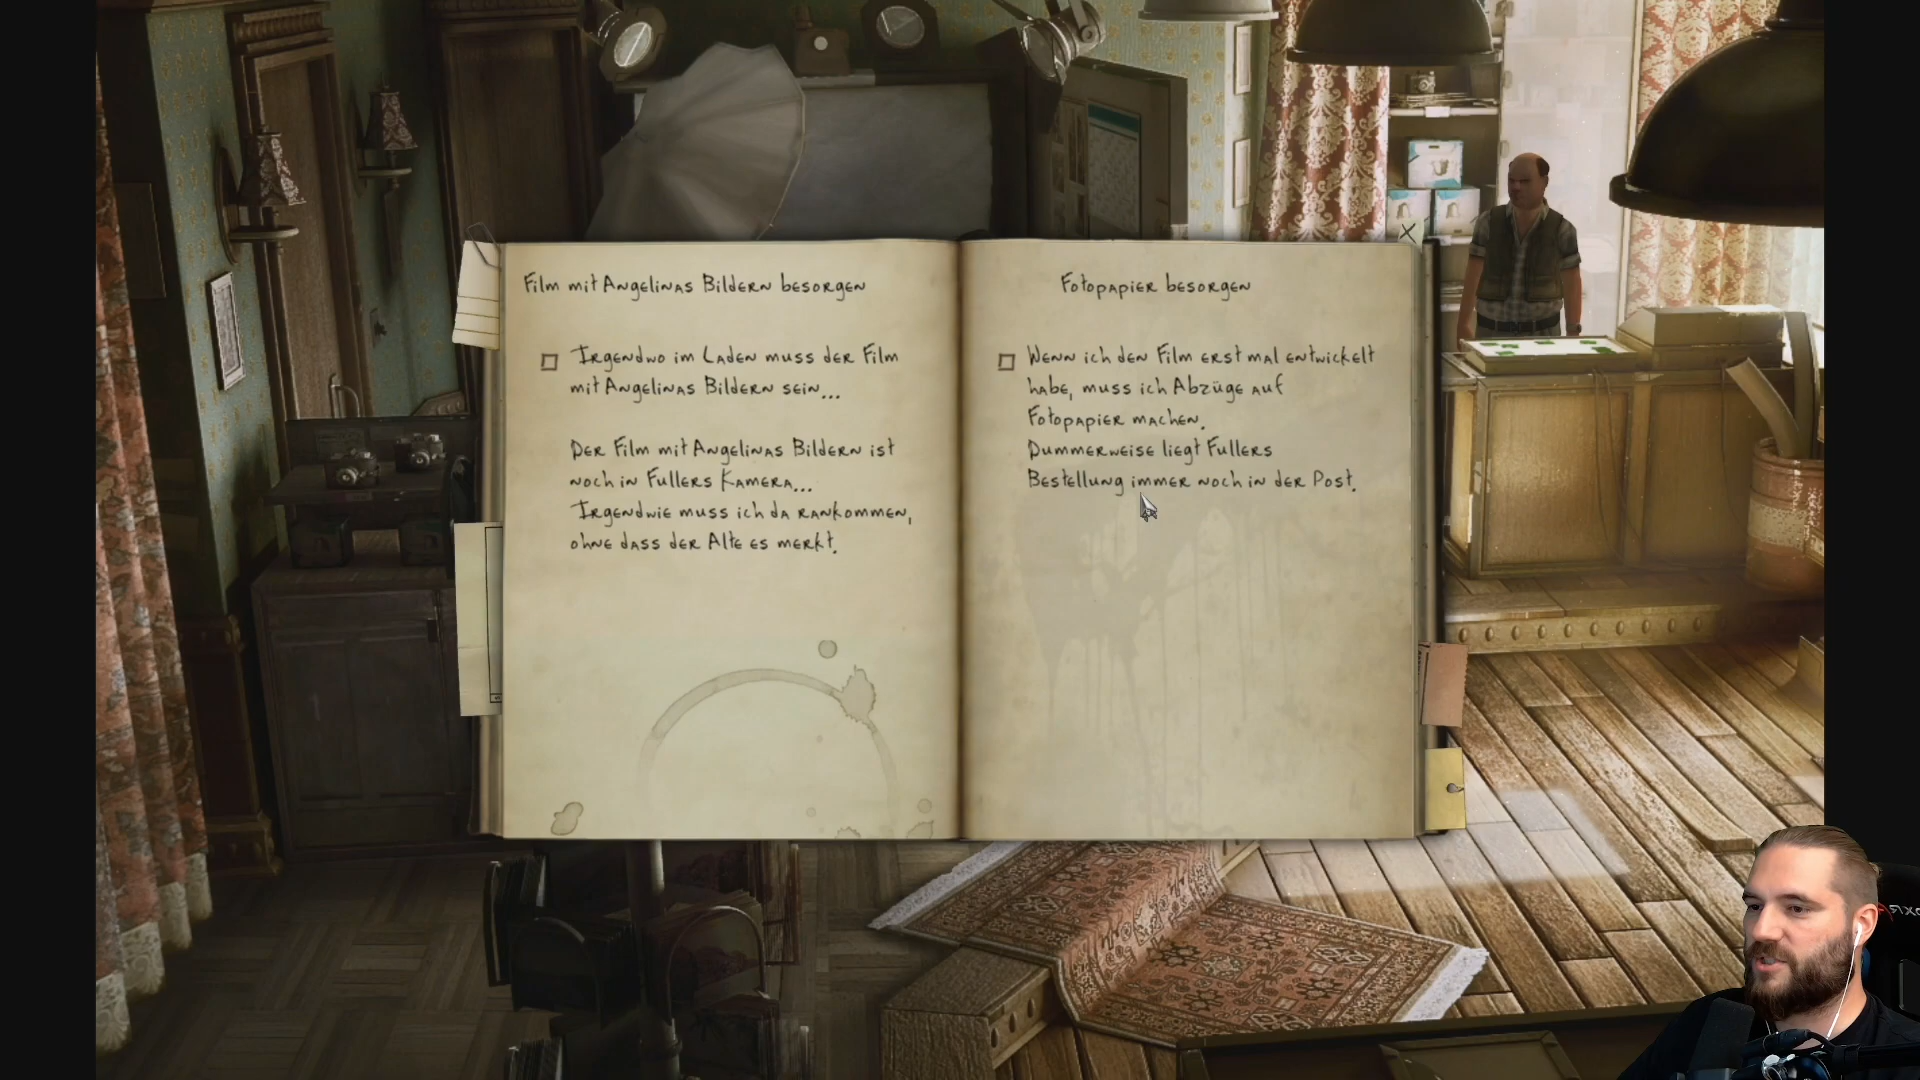 Film mit Angelinas Bildern besorgen
Irgendwo im Laden muss der Film
mit Angelinas Bildern sein...
Der Film mit Angelinas Bildern ist
noch in Fullers Kamera...
Irgendwie muss ich da rankommen,
ohne dass der Alte es merkt.
Fotopapier besorgen
Wenn ich den Film erst mal entwickelt
habe, muss ich Abzüge auf
Fotopapier machen.
Dummerweise liegt Fullers
Bestellung immer noch in der Post.